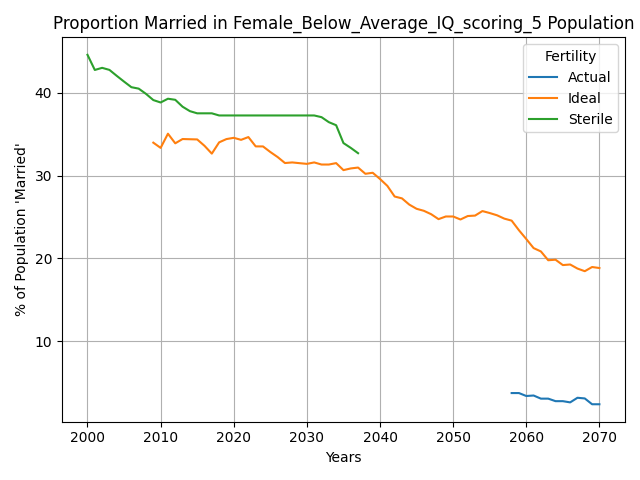 Proportion Married in Female_Below_Average_IQ_scoring_5 Population
% of Population 'Married'
40
30
20
10
Fertility
Actual
Ideal
Sterile
2000 2010 2020 2030 2040 2050 2060 2070
Years